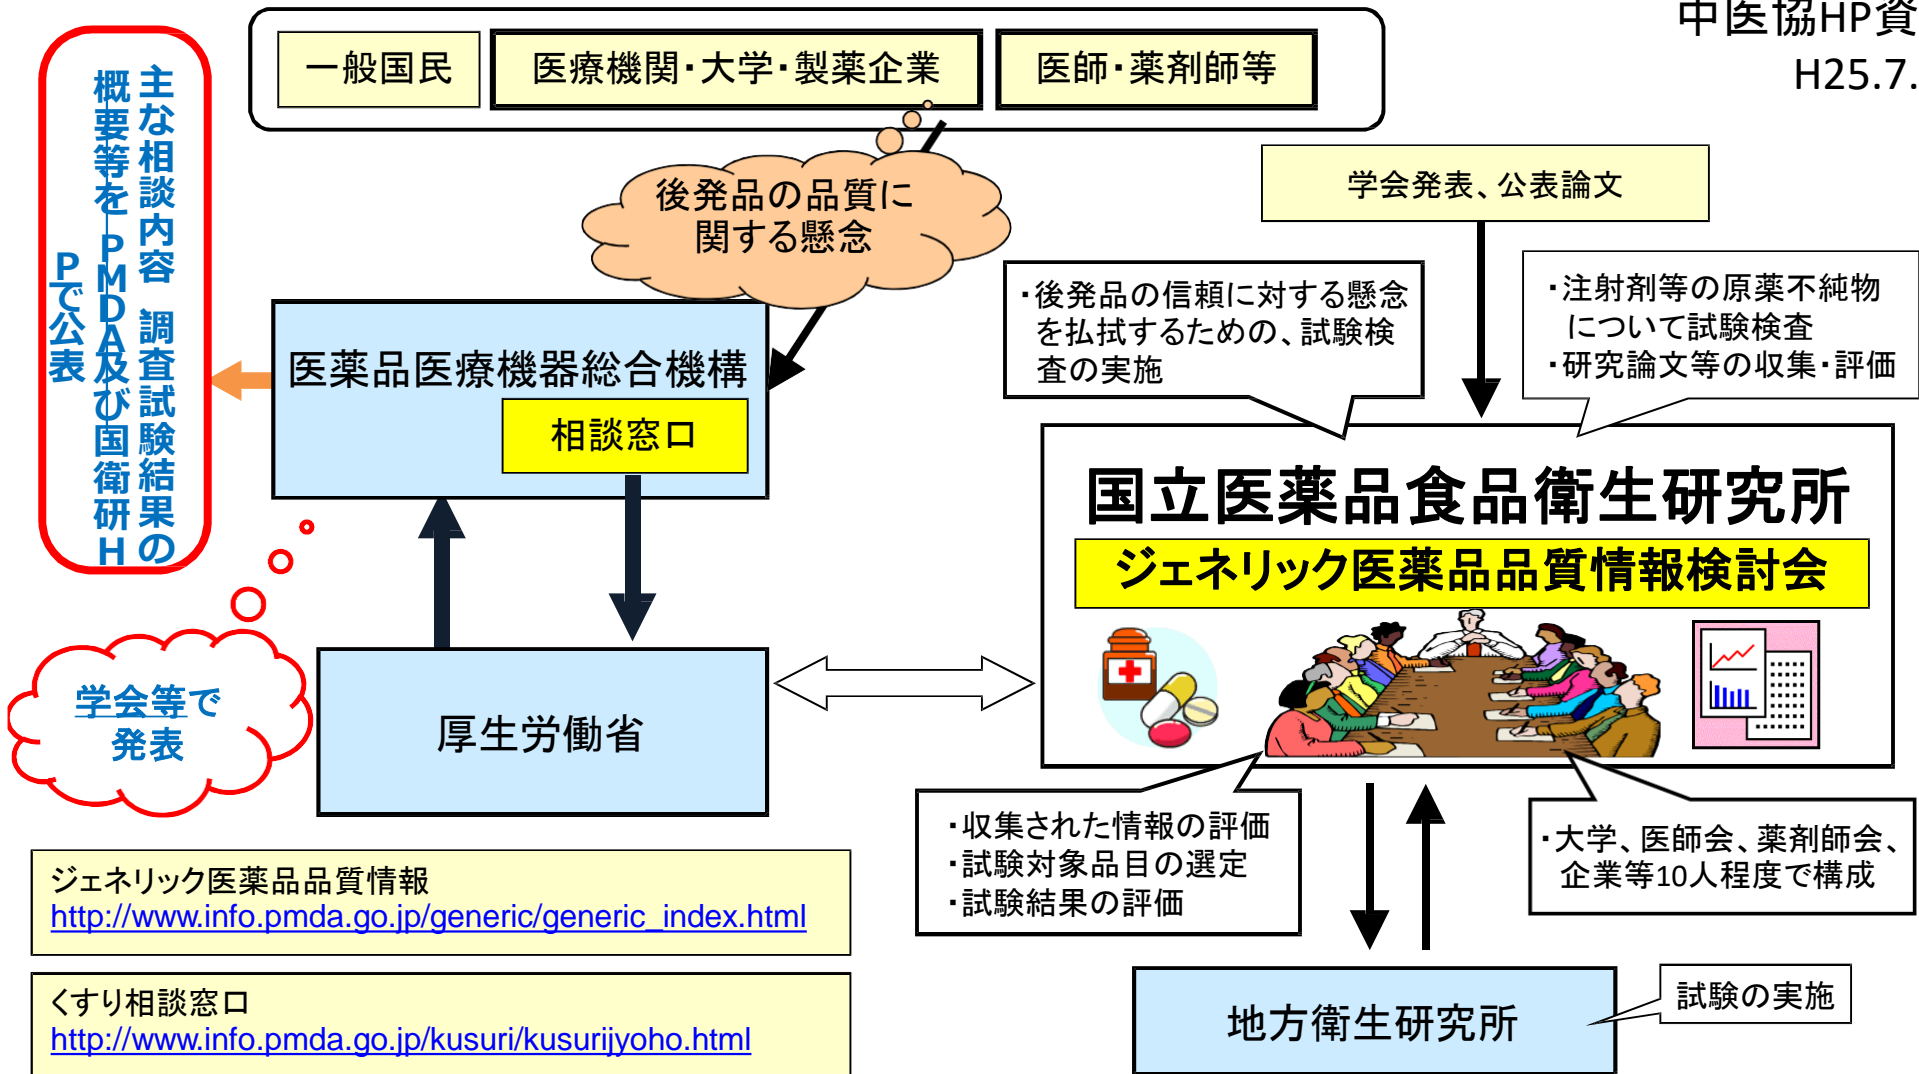 中医協HP資
H25.7.
一般国民
医療機関・大学・製薬企業
医師・薬剤師等
主な相談内容、調査試験結果の
概要等を PMDA及び国衛研H
Pで公表
後発品の品質に
関する懸念
学会発表、公表論文
・後発品の信頼に対する懸念
を払拭するための、試験検
査の実施
・注射剤等の原薬不純物
について試験検査
・研究論文等の収集・評価
医薬品医療機器総合機構
相談窓口
国立医薬品食品衛生研究所
ジェネリック医薬品品質情報検討会
学会等で
発表
厚生労働省
・収集された情報の評価
・試験対象品目の選定
・試験結果の評価
・大学、医師会、薬剤師会、
企業等10人程度で構成
ジェネリック医薬品品質情報
http://www.info.pmda.go.jp/generic/generic_index.html
くすり相談窓口
http://www.info.pmda.go.jp/kusuri/kusurijyoho.html
地方衛生研究所
試験の実施